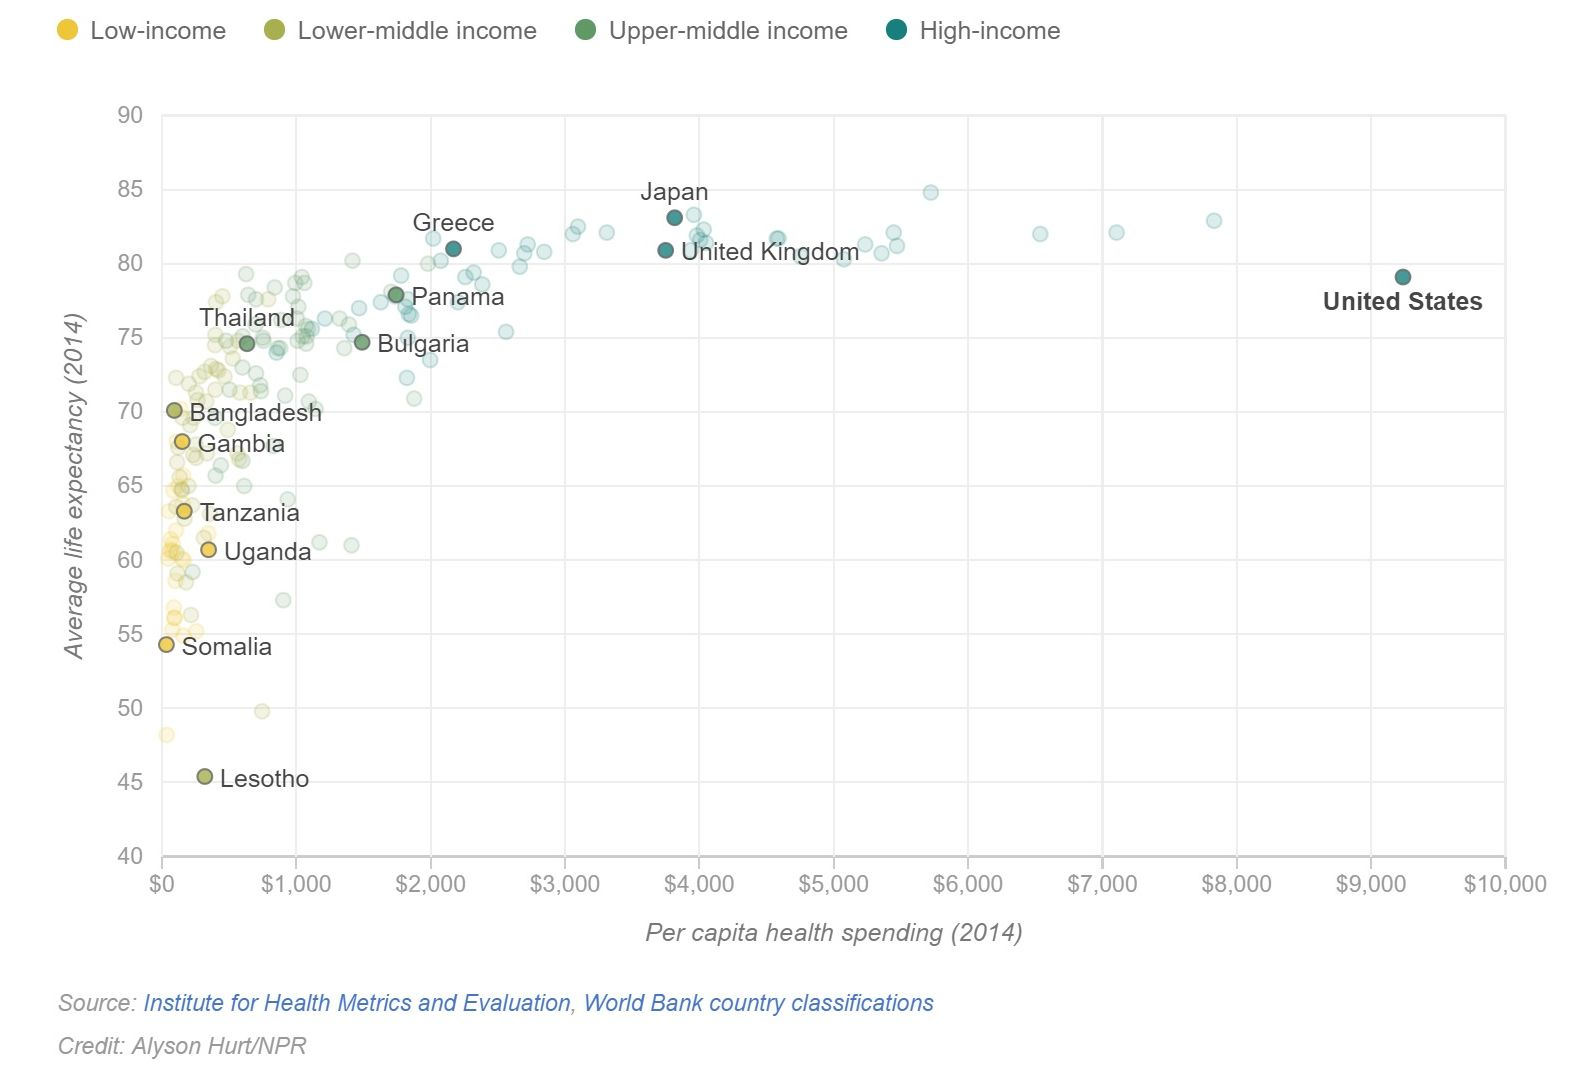 Low-income Lower-middle income Upper-middle income High-income
90
85
80
75
70
65
60
55
50
45
40
Average life expectancy (2014)
Japan
Greece
United Kingdom
United States
Panama
Thailand
Bulgaria
Bangladesh
Gambia
Tanzania
Uganda
Somalia
Lesotho
$0 $1,000 $2,000 $3,000 $4,000 $5,000 $6,000 $7,000 $8,000 $9,000 $10,000
Per capita health spending (2014)
Source: Institute for Health Metrics and Evaluation, World Bank country classifications
Credit: Alyson Hurt/NPR